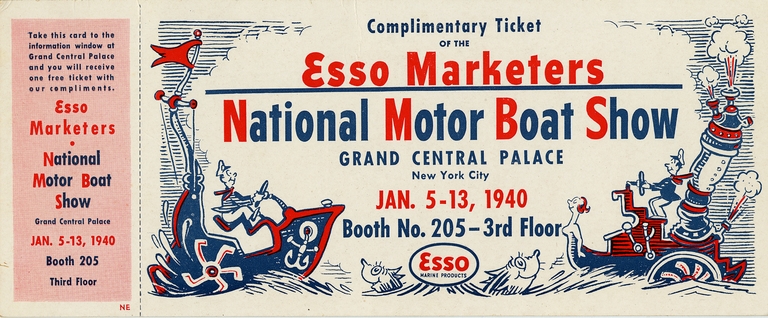 Take this card to the
information window at
Grand Central Palace
and you will receive
one free ticket with
our compliments.
Esso
Marketers
•
National
Motor Boat
Show
Grand Central Palace
JAN. 5-13, 1940
Booth 205
Third Floor
NE
Complimentary Ticket
OF THE
Esso Marketers
National Motor Boat Show
GRAND CENTRAL PALACE
New York City
JAN. 5-13, 1940
Booth No. 205-3rd Floor
Esso
MARINE PRODUCTS